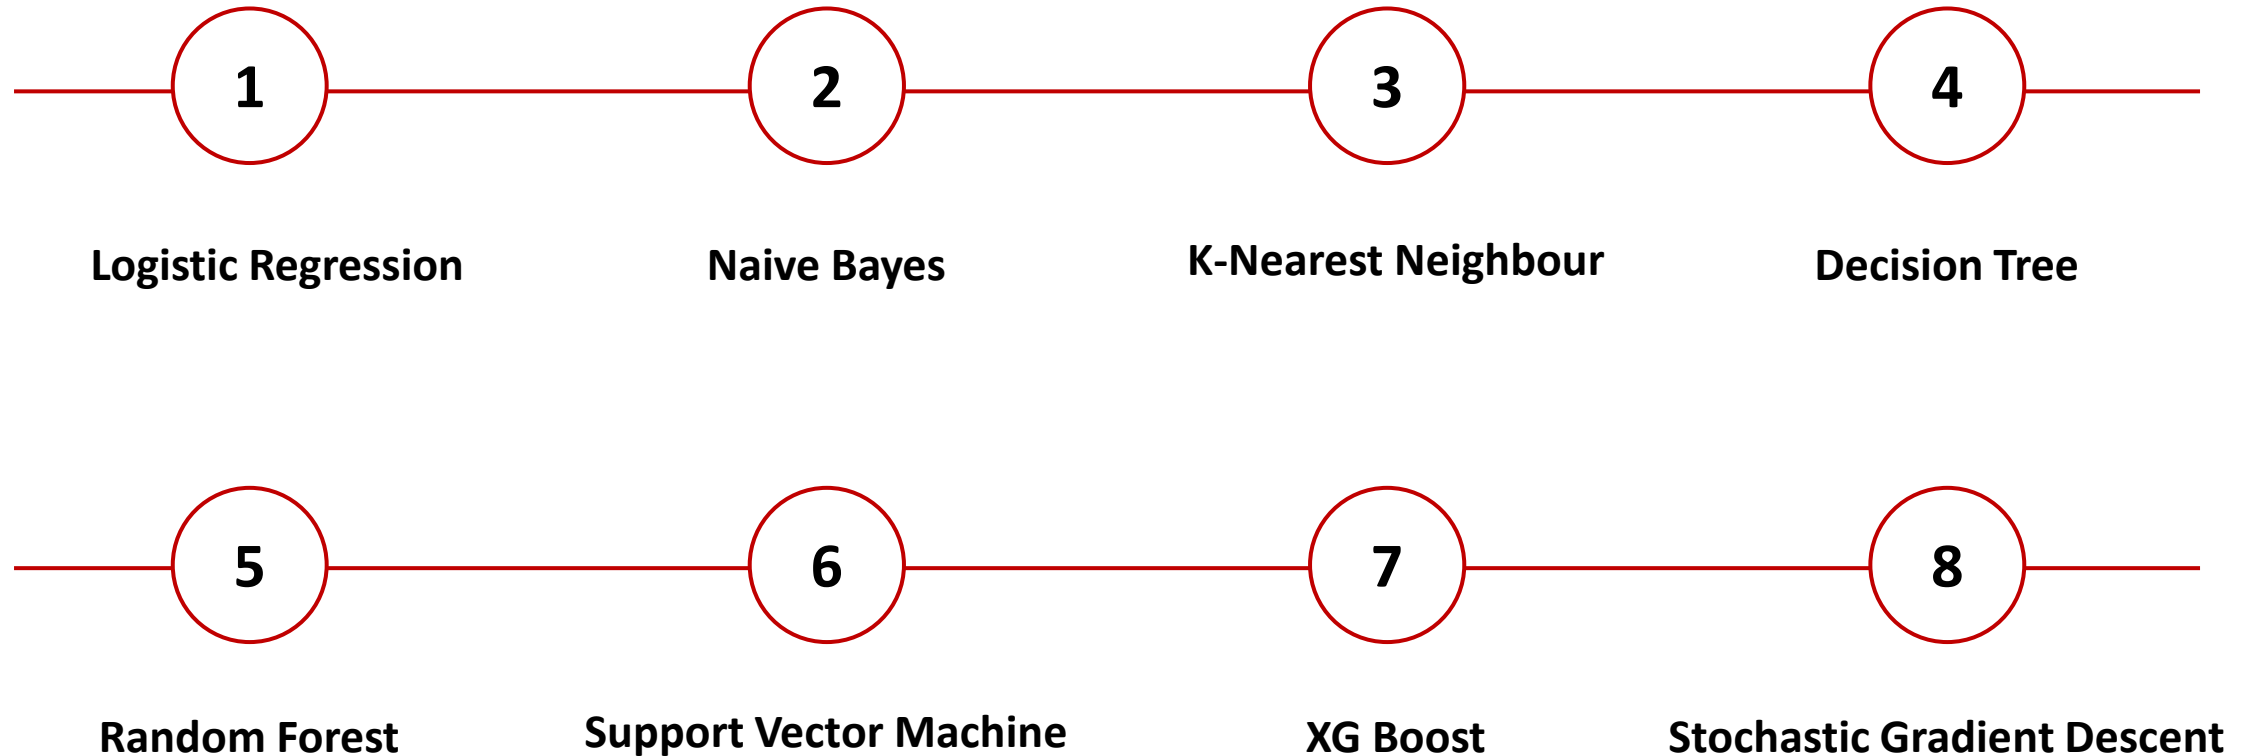 1
2
3
4
Logistic Regression
Naive Bayes
K-Nearest Neighbour
Decision Tree
5
6
7
8
Random Forest
Support Vector Machine
XG Boost
Stochastic Gradient Descent